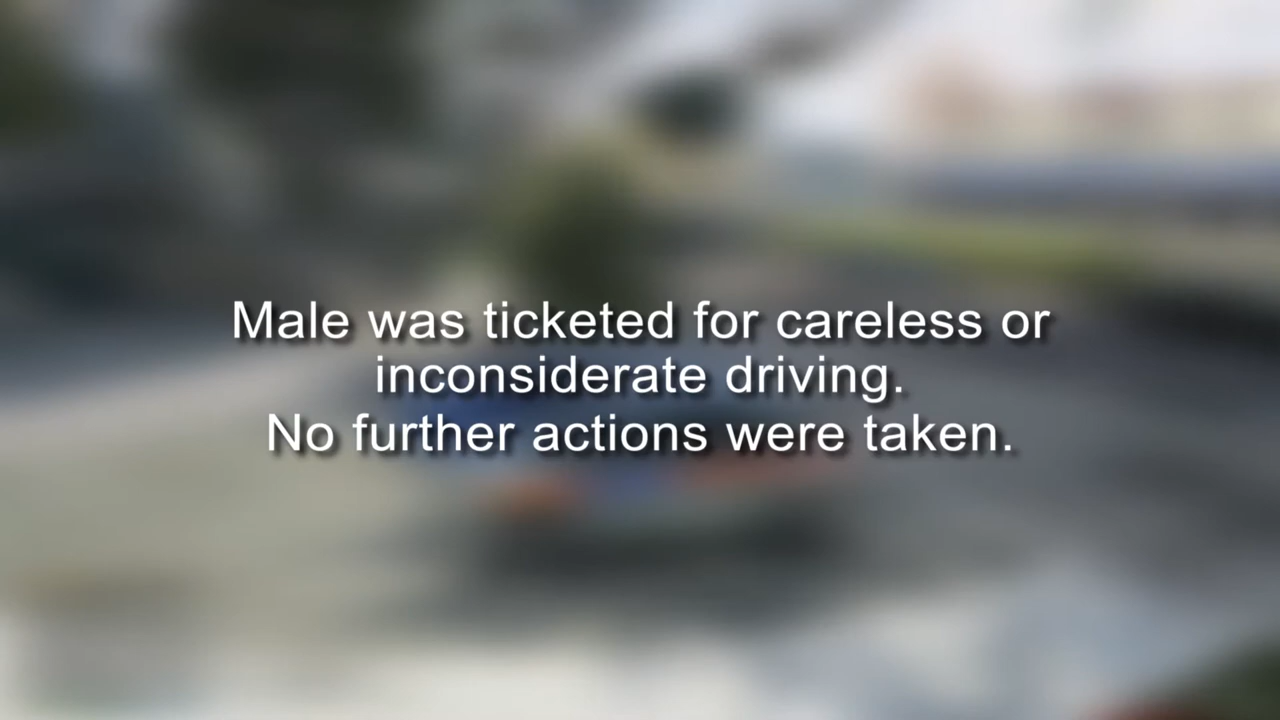 Male was ticketed for careless or
inconsiderate driving.
No further actions were taken.